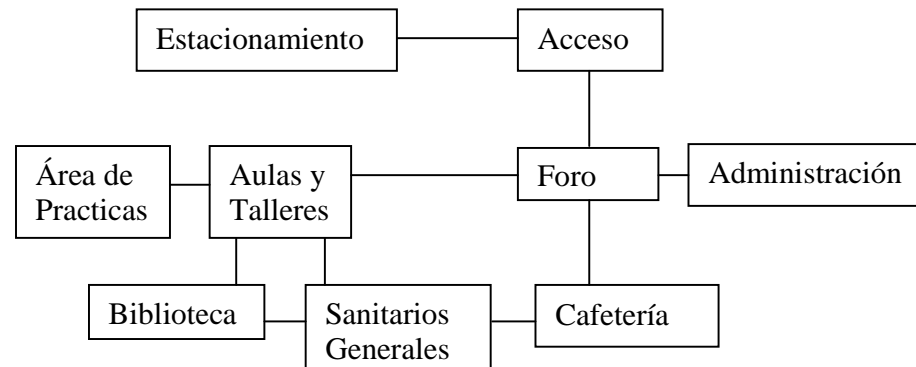 Estacionamiento
Acceso
Área de
Practicas
Aulas y
Talleres
Foro
Administración
Biblioteca
Sanitarios
Generales
Cafetería